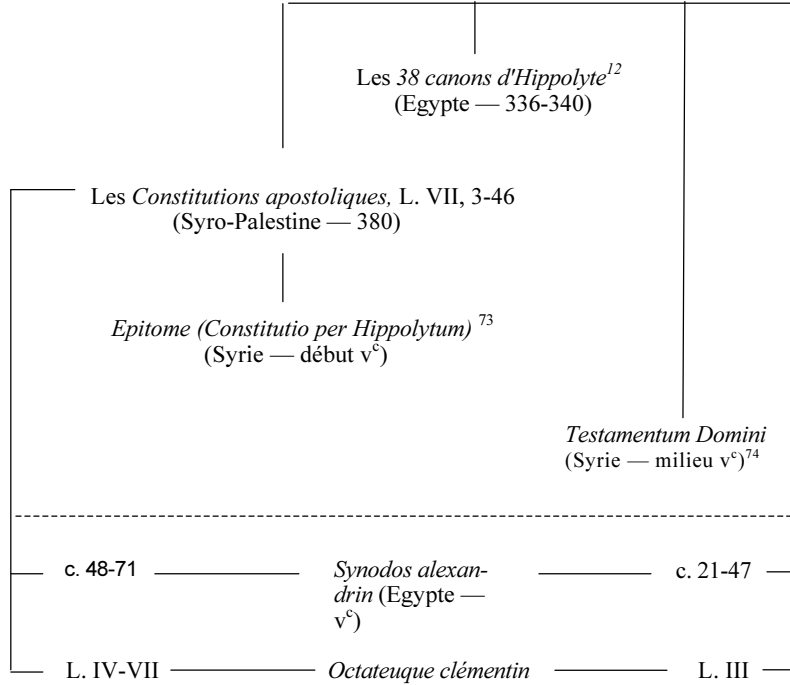 Les 38 canons d'Hippolyte12
(Egypte — 336-340)
Les Constitutions apostoliques, L. VII, 3-46
(Syro-Palestine — 380)
Epitome (Constitutio per Hippolytum) 73
(Syrie — début vc)
Testamentum Domini
(Syrie — milieu vc)74
c. 48-71 Synodos alexan- c. 21-47
drin (Egypte —
vc)
L. IV-VII Octateuque clémentin L. III